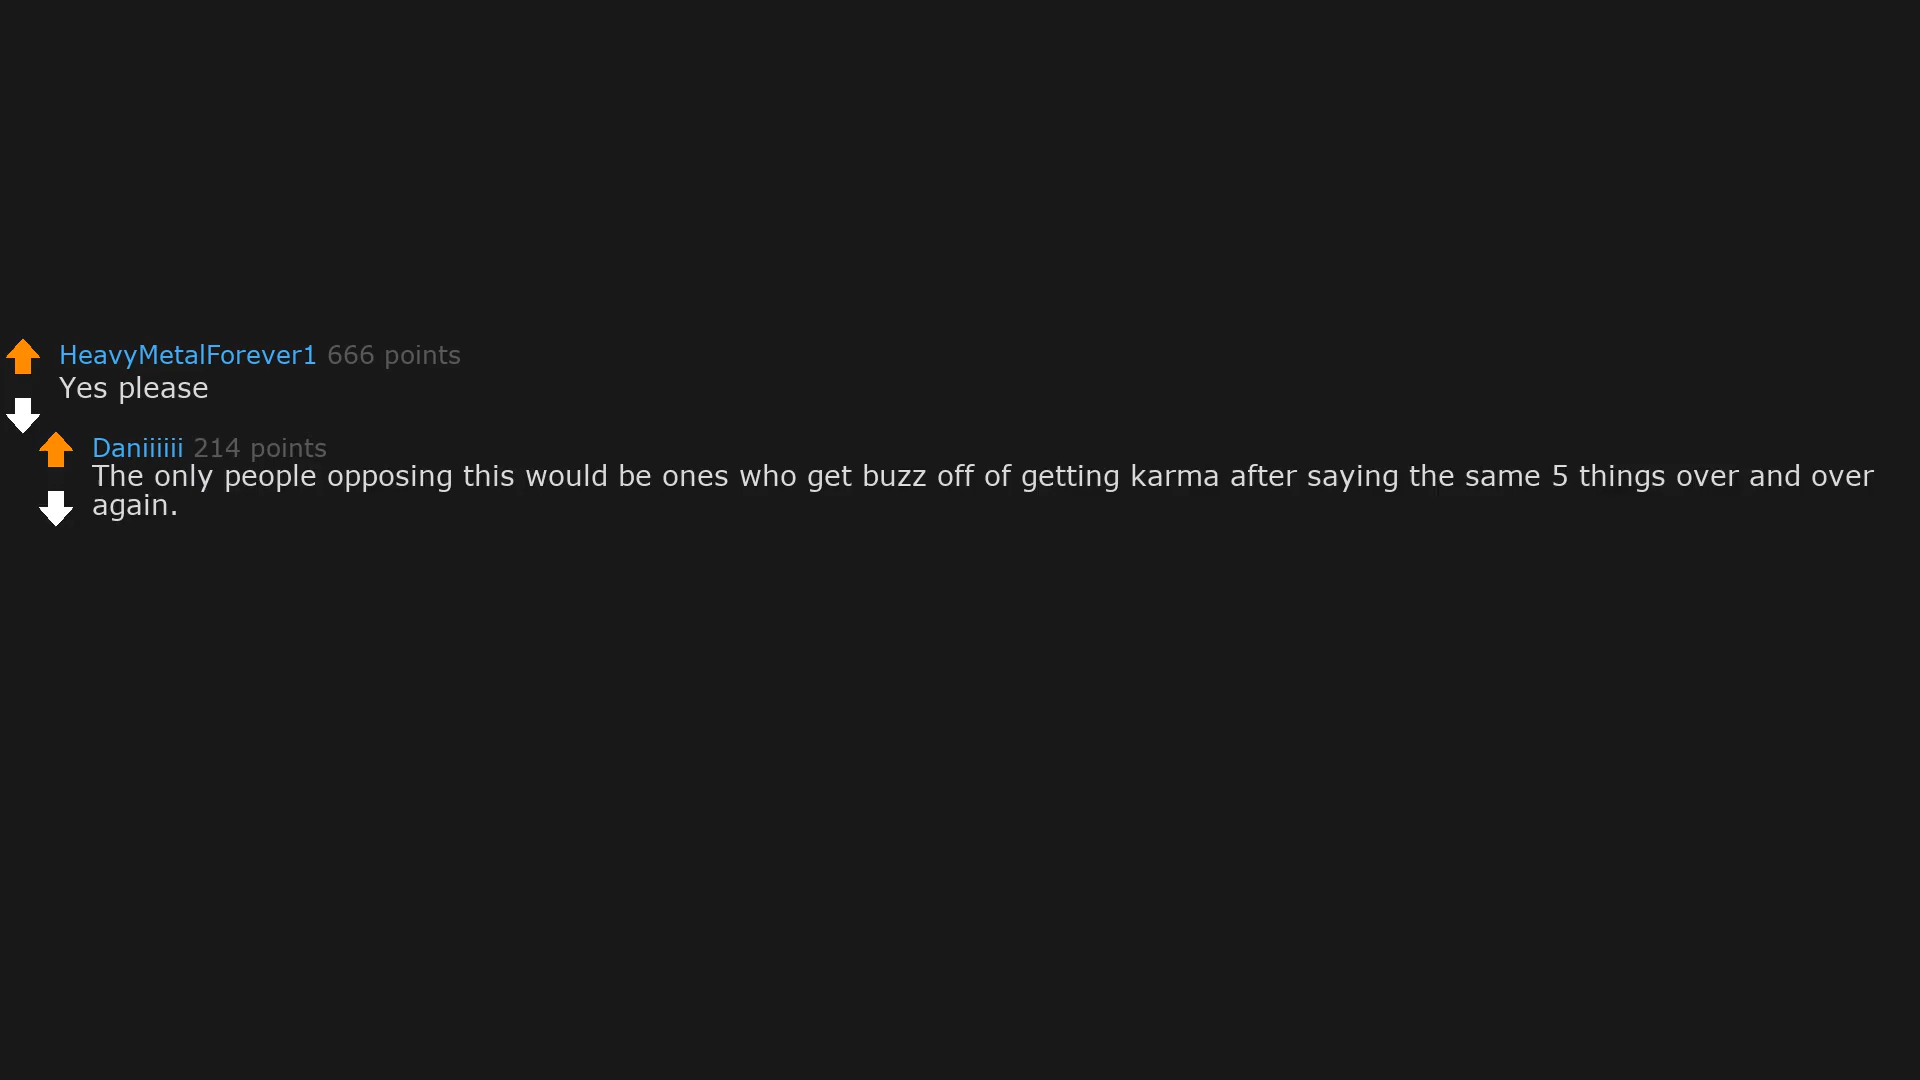 HeavyMetalForever1 666 points
Yes please
Daniiiiii 214 points
The only people opposing this would be ones who get buzz off of getting karma after saying the same 5 things over and over
again.